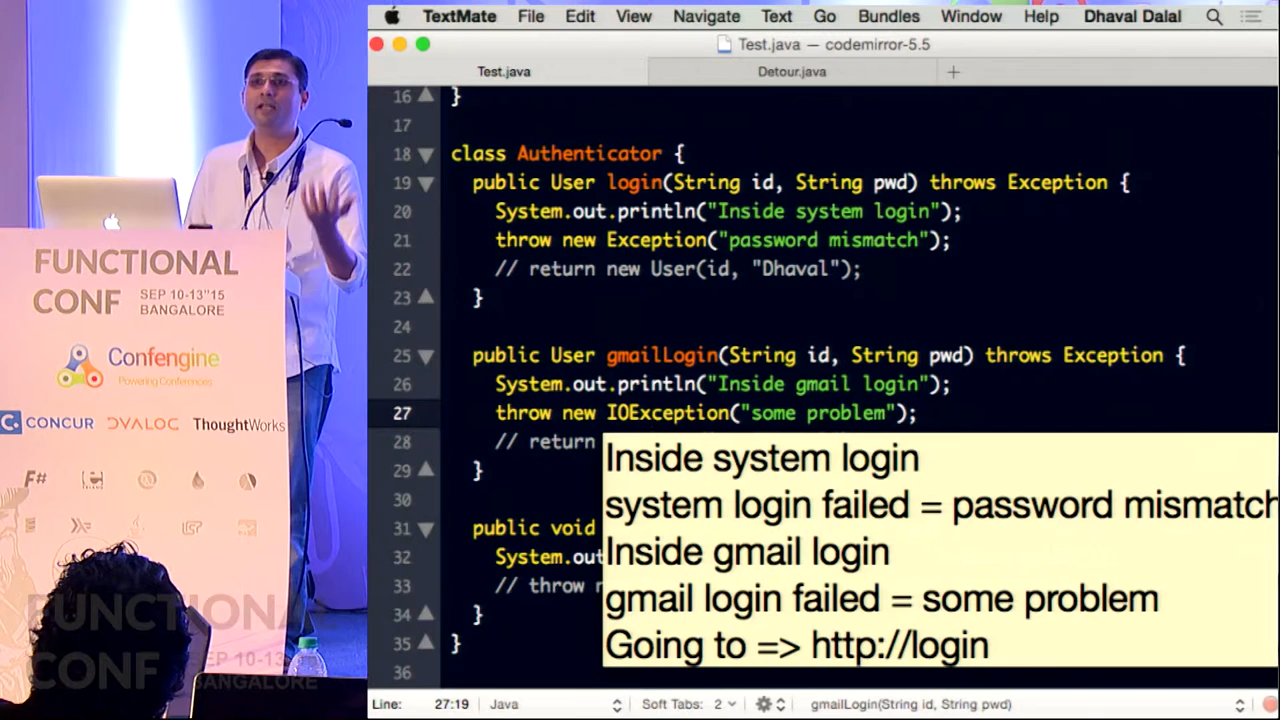 TextMate File Edit View Navigate Text Go Bundles Window Help Dhaval Dalal
Test.java — codemirror-5.5
Test.java Detour.java +
16 }
17
18 class Authenticator {
19 public User login(String id, String pwd) throws Exception {
20 System.out.println("Inside system login");
21 throw new Exception("password mismatch");
22 // return new User(id, "Dhaval");
23 }
24
25 public User gmailLogin(String id, String pwd) throws Exception {
26 System.out.println("Inside gmail login");
27 throw new IOException("some problem");
28 // return
29 }
30
31 public void
32 System.out
33 // throw n
34 }
35 }
36
Inside system login
system login failed = password mismatch
Inside gmail login
gmail login failed = some problem
Going to => http://login
Line: 27:19 Java Soft Tabs: 2 gmailLogin(String id, String pwd)
FUNCTIONAL
CONF SEP 10-13"15
BANGALORE
Confengine
Powering Conferences
CONCUR DVALOC ThoughtWorks
F#
FUNCTIONA
CONF SEP 10-13
BANGALORE